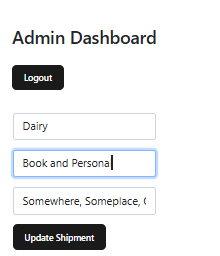 Admin Dashboard
Logout
Dairy
Book and Persona
Somewhere, Someplace,
Update Shipment